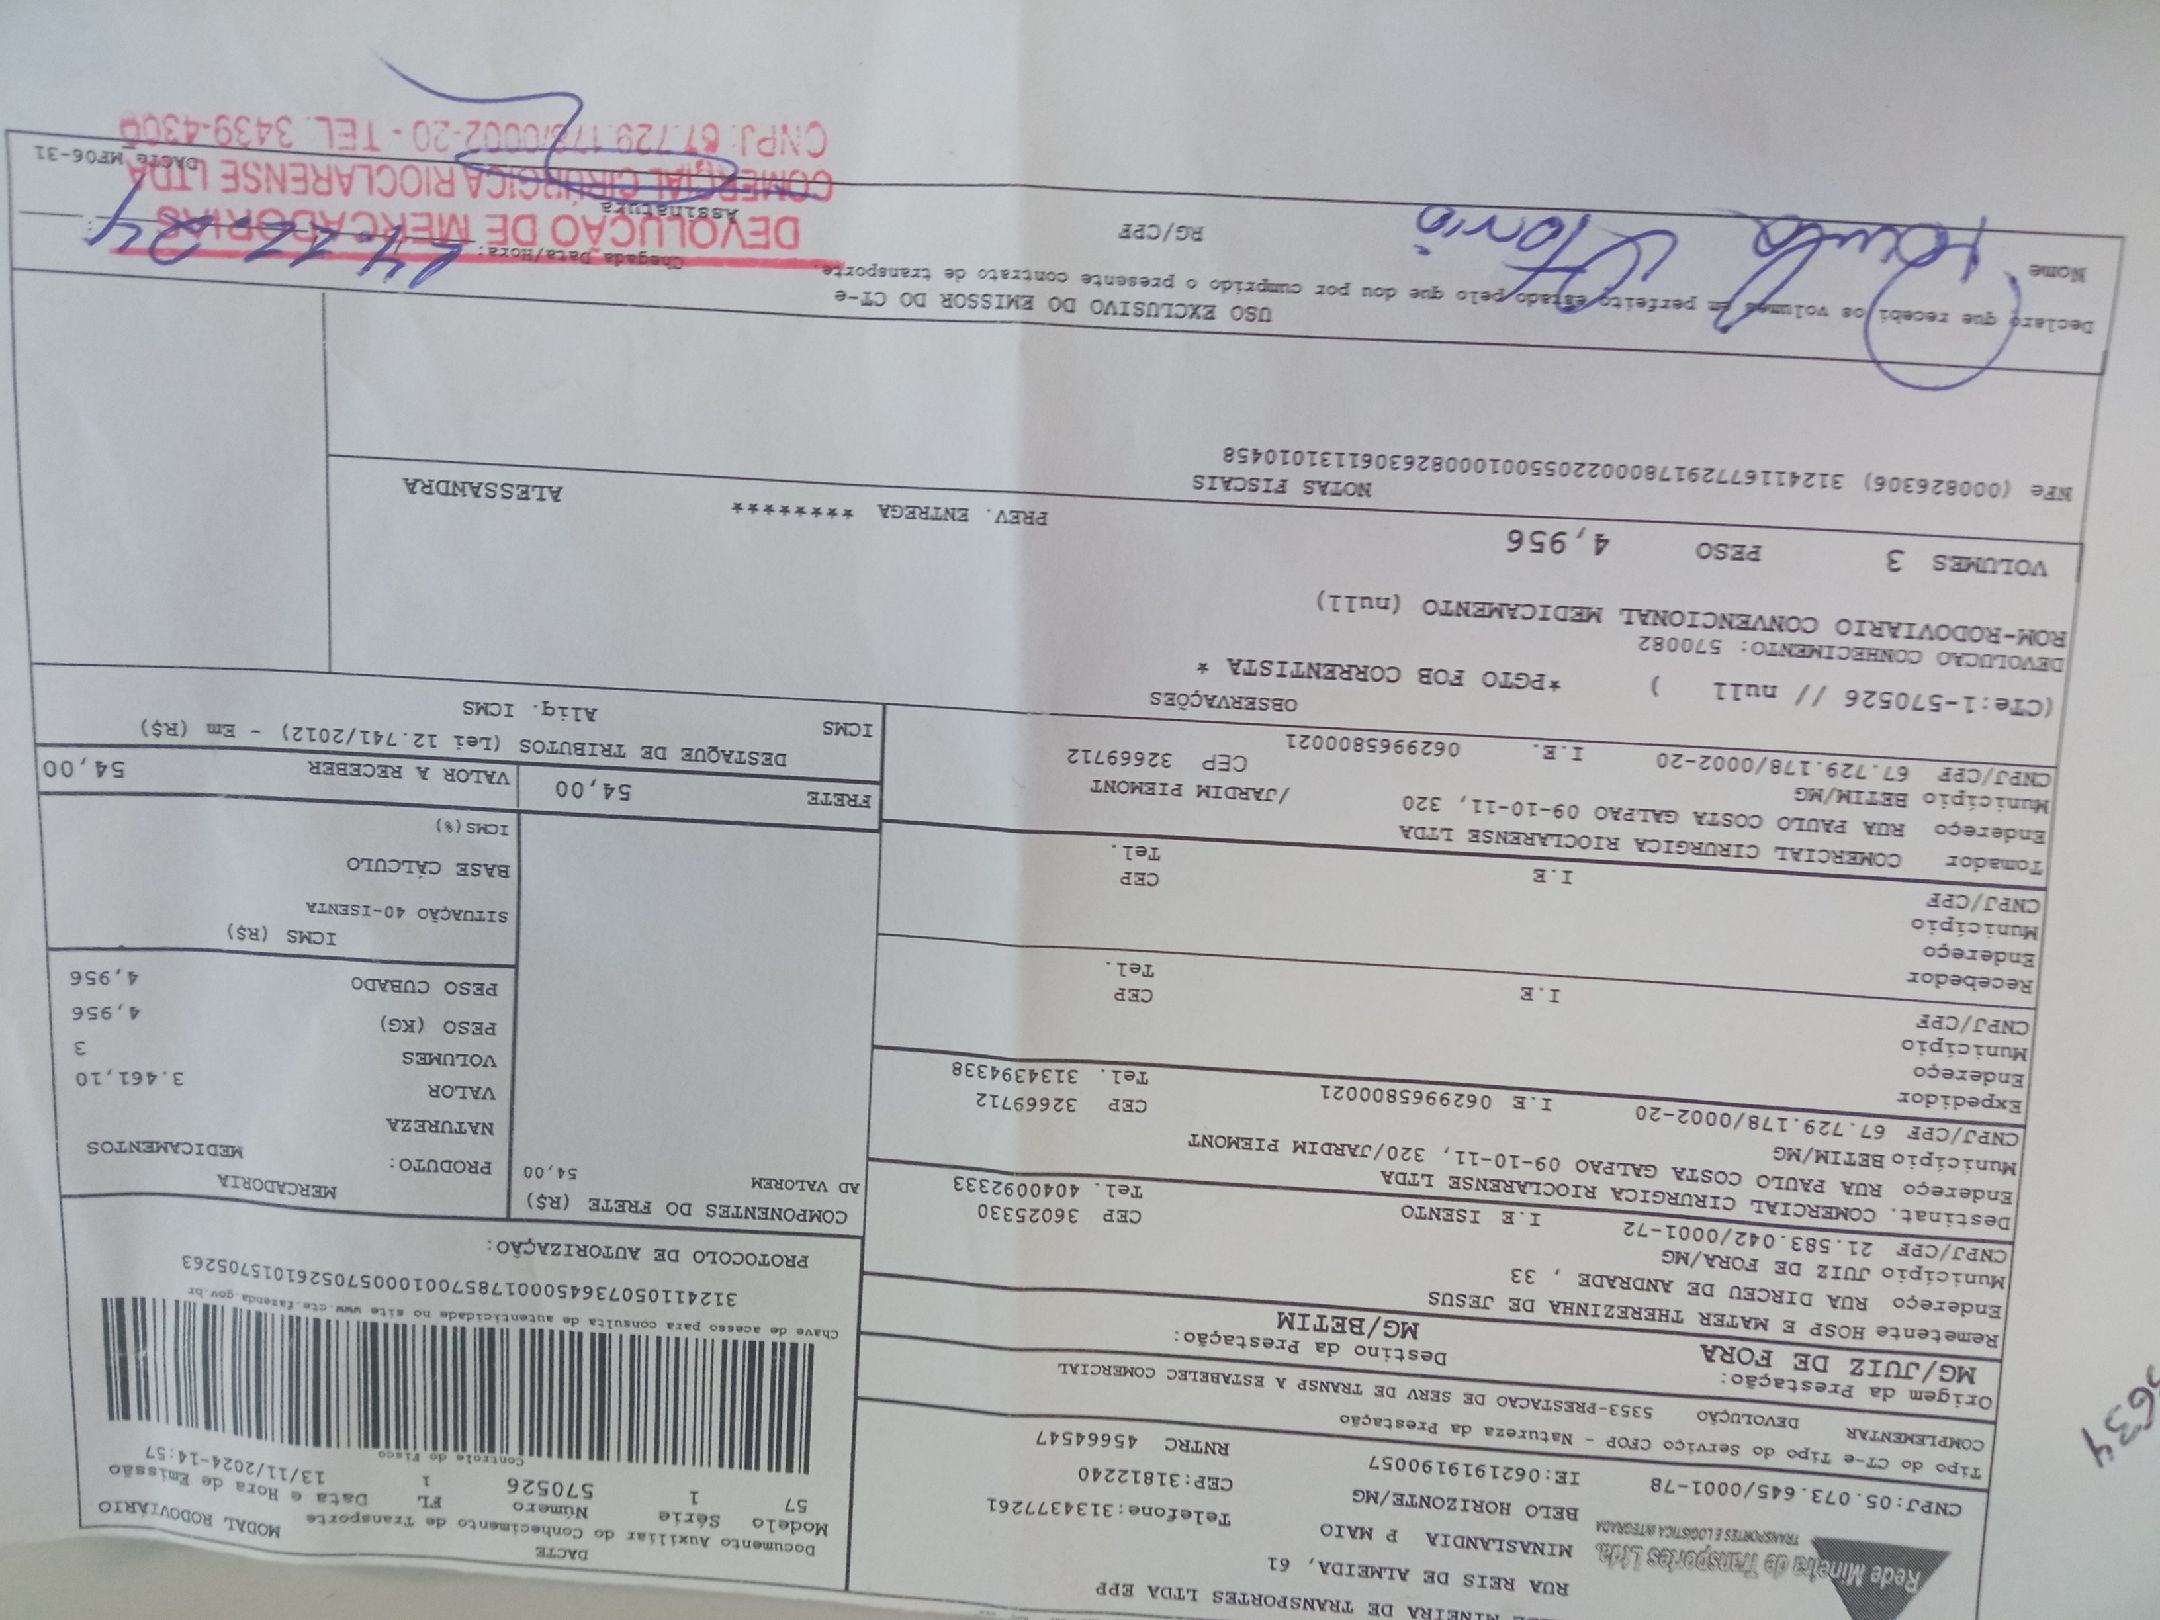 MINEIRA DE TRANSPORTES LTDA EPP
RUA REIS DE ALMEIDA, 61
MINASLANDIA P MAIO Telefone:3134377261
BELO HORIZONTE/MG CEP:31812240
Rede Mineira de Transportes Ltda.
TRANSPORTES E LOGÍSTICA INTEGRADA
CNPJ:05.073.645/0001-78 IE:0621919190057 RNTRC 45664547
Tipo do CT-e Tipo do Serviço CFOP - Natureza da Prestação
COMPLEMENTAR DEVOLUÇÃO 5353-PRESTACAO DE SERV DE TRANSP A ESTABELEC COMERCIAL
Origem da Prestação: Destino da Prestação:
MG/JUIZ DE FORA MG/BETIM
DACTE
Documento Auxiliar do Conhecimento de Transporte MODAL RODOVIÁRIO
Modelo Série Número FL Data e Hora de Emissão
57 1 570526 1 13/11/2024-14:57
Controle do Fisco
Chave de acesso para consulta de autenticidade no site www.cte.fazenda.gov.br
31241105073645000178570010005705261015705263
PROTOCOLO DE AUTORIZAÇÃO:
Remetente HOSP E MATER THEREZINHA DE JESUS
Endereço RUA DIRCEU DE ANDRADE , 33
Município JUIZ DE FORA/MG CEP 36025330
CNPJ/CPF 21.583.042/0001-72 I.E ISENTO Tel. 4040092333
Destinat. COMERCIAL CIRURGICA RIOCLARENSE LTDA
Endereço RUA PAULO COSTA GALPAO 09-10-11, 320/JARDIM PIEMONT
Município BETIM/MG CEP 32669712
CNPJ/CPF 67.729.178/0002-20 I.E 0629965800021 Tel. 3134394338
Expedidor
Endereço
Município CEP
CNPJ/CPF I.E Tel.
Recebedor
Endereço
Município CEP
CNPJ/CPF I.E Tel.
Tomador COMERCIAL CIRURGICA RIOCLARENSE LTDA
Endereço RUA PAULO COSTA GALPAO 09-10-11, 320 /JARDIM PIEMONT
Município BETIM/MG CEP 32669712
CNPJ/CPF 67.729.178/0002-20 I.E. 0629965800021
COMPONENTES DO FRETE (R$)
AD VALOREM 54,00
MERCADORIA
PRODUTO: MEDICAMENTOS
NATUREZA
VALOR 3.461,10
VOLUMES 3
PESO (KG) 4,956
PESO CUBADO 4,956
ICMS (R$)
SITUAÇÃO 40-ISENTA
BASE CÁLCULO
ICMS(%)
FRETE 54,00 VALOR A RECEBER 54,00
DESTAQUE DE TRIBUTOS (Lei 12.741/2012) - Em (R$)
ICMS Aliq. ICMS
OBSERVAÇÕES
(CTe:1-570526 // null ) *PGTO FOB CORRENTISTA *
DEVOLUCAO CONHECIMENTO: 570082
ROM-RODOVIARIO CONVENCIONAL MEDICAMENTO (null)
VOLUMES 3 PESO 4,956 PREV. ENTREGA ******** ALESSANDRA
NOTAS FISCAIS
NFe (000826306) 31241167729178000220550010008263061131010458
USO EXCLUSIVO DO EMISSOR DO CT-e
Declaro que recebi os volumes em perfeito estado pelo que dou por cumprido o presente contrato de transporte.
Nome RG/CPF Chegada Data/Hora:
Assinatura
DEVOLUÇÃO DE MERCADORIAS
COMERCIAL CIRÚRGICA RIOCLARENSE LTDA
CNPJ: 67.729.178/0002-20 - TEL. 3439-4300
DACTE MF06-31